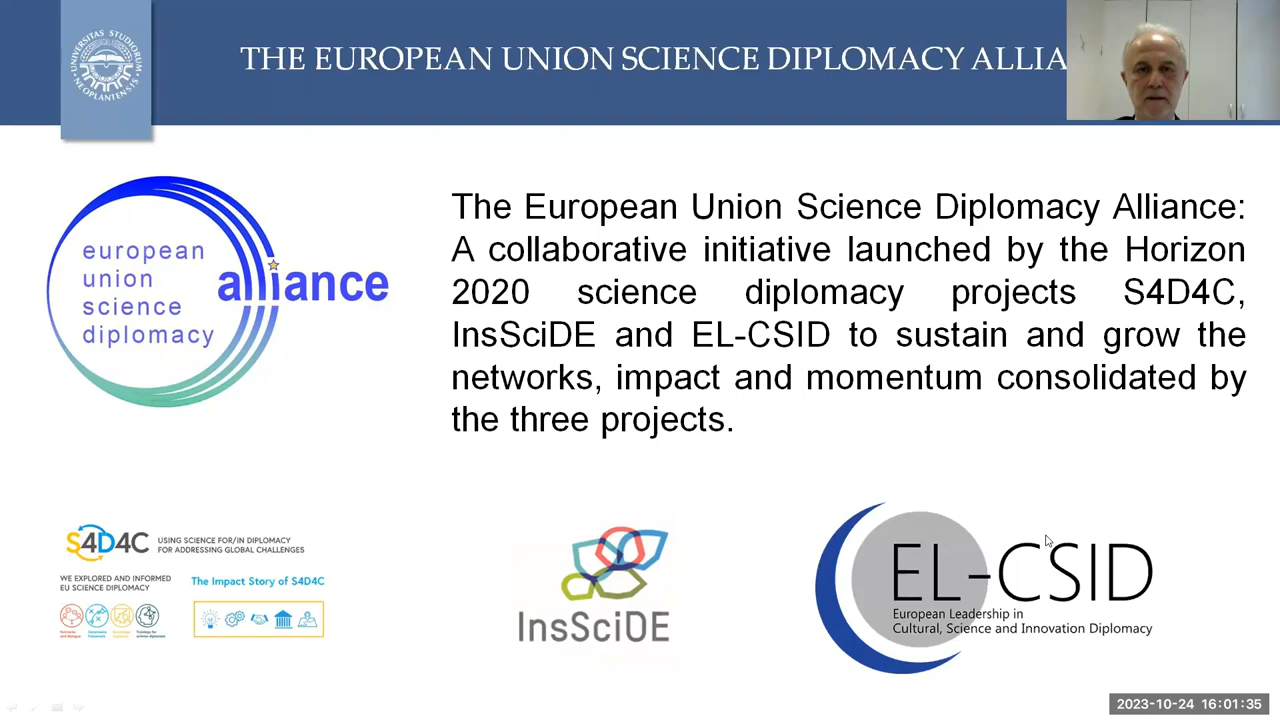 THE EUROPEAN UNION SCIENCE DIPLOMACY ALLIA
UNIVERSITAS STUDIORUM
NEOPLANTENSIS
european
union
science
diplomacy
alliance
The European Union Science Diplomacy Alliance:
A collaborative initiative launched by the Horizon
2020 science diplomacy projects S4D4C,
InsSciDE and EL-CSID to sustain and grow the
networks, impact and momentum consolidated by
the three projects.
S4D4C
USING SCIENCE FOR/IN DIPLOMACY
FOR ADDRESSING GLOBAL CHALLENGES
WE EXPLORED AND INFORMED
EU SCIENCE DIPLOMACY
The Impact Story of S4D4C
InsSciDE
EL-CSID
European Leadership in
Cultural, Science and Innovation Diplomacy
2023-10-24 16:01:35